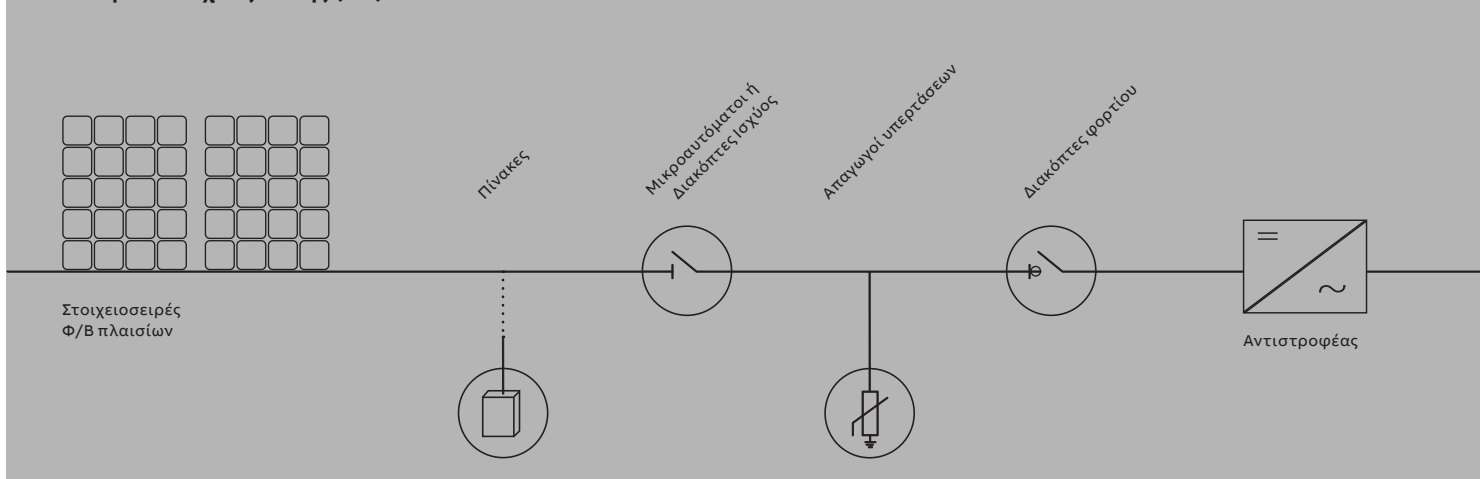 Πίνακες
Μικροαυτόματοι ή
Διακόπτες Ισχύος
Απαγωγοί υπερτάσεων
Διακόπτες φορτίου
Στοιχειοσειρές
Φ/Β πλαισίων
Αντιστροφέας